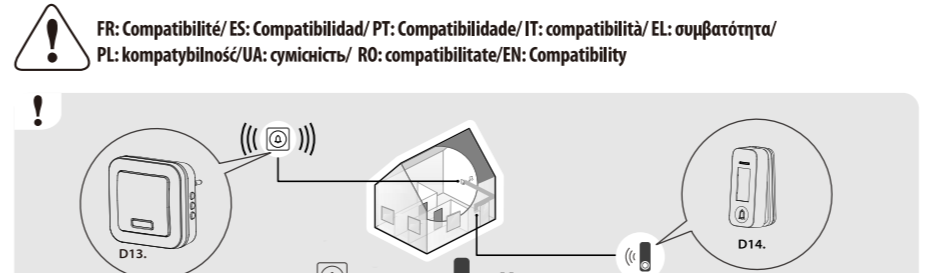 FR: Compatibilité/ ES: Compatibilidad/ PT: Compatibilidade/ IT: compatibilità/ EL: συμβατότητα/
PL: kompatybilność/UA: сумісність/ RO: compatibilitate/EN: Compatibility
D13.
D14.